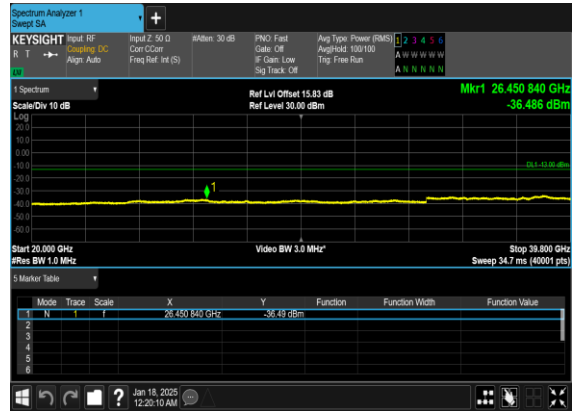 Spectrum Analyzer 1
Swept SA
+
KEYSIGHT Input: RF Input Z: 50 Ω #Atten: 30 dB PNO: Fast Avg Type: Power (RMS) 1 2 3 4 5 6
R T Coupling: DC Corr CCorr Gate: Off Avg|Hold: 100/100 A W W W W W
Align: Auto Freq Ref: Int (S) IF Gain: Low Trig: Free Run
Sig Track: Off A N N N N N
1 Spectrum Ref Lvl Offset 15.83 dB Mkr1 26.450 840 GHz
Scale/Div 10 dB Ref Level 30.00 dBm -36.486 dBm
Log
20.0
10.0
0.00
-10.0 DL1 -13.00 dBm
-20.0
-30.0 1
-40.0
-50.0
-60.0
Start 20.000 GHz Video BW 3.0 MHz* Stop 39.800 GHz
#Res BW 1.0 MHz Sweep 34.7 ms (40001 pts)
5 Marker Table
Mode Trace Scale X Y Function Function Width Function Value
1 N 1 f 26.450 840 GHz -36.49 dBm
2
3
4
5
6
? Jan 18, 2025
12:20:10 AM